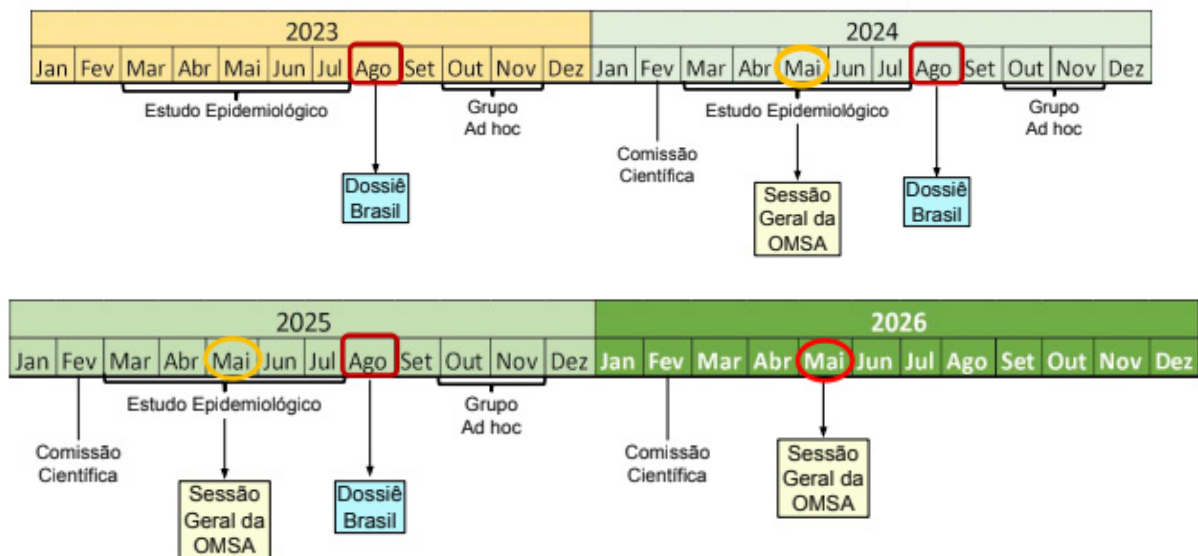 2023 2024
Jan Fev Mar Abr Mai Jun Jul Ago Set Out Nov Dez Jan Fev Mar Abr Mai Jun Jul Ago Set Out Nov Dez
Estudo Epidemiológico
Grupo
Ad hoc
Dossiê
Brasil
Comissão
Científica
Estudo Epidemiológico
Sessão
Geral da
OMSA
Dossiê
Brasil
Grupo
Ad hoc
2025 2026
Jan Fev Mar Abr Mai Jun Jul Ago Set Out Nov Dez Jan Fev Mar Abr Mai Jun Jul Ago Set Out Nov Dez
Comissão
Científica
Estudo Epidemiológico
Sessão
Geral da
OMSA
Dossiê
Brasil
Grupo
Ad hoc
Comissão
Científica
Sessão
Geral da
OMSA